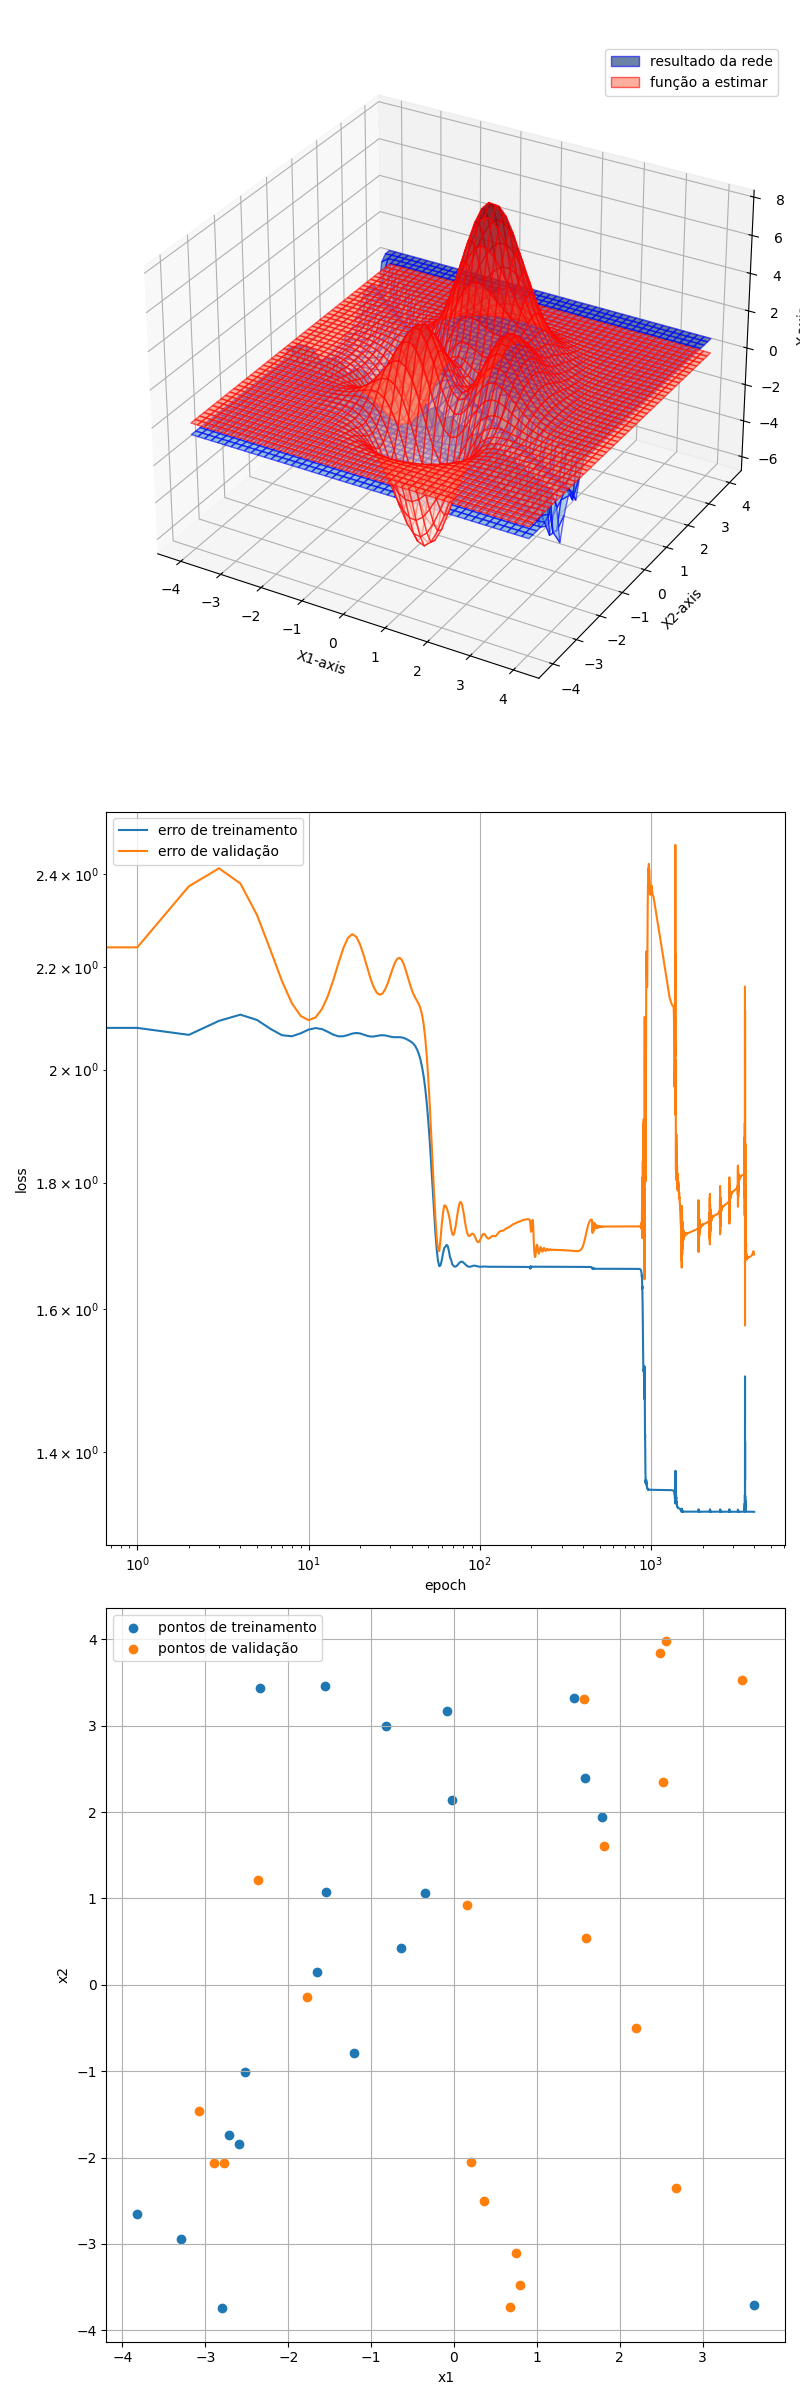 resultado da rede
função a estimar
8
6
4
2
0
−2
−4
−6
−4
−3
−2
−1
0
1
2
3
4
X1-axis
−4
−3
−2
−1
0
1
2
3
4
X2-axis
erro de treinamento
erro de validação
2.4 × 10⁰
2.2 × 10⁰
2 × 10⁰
1.8 × 10⁰
1.6 × 10⁰
1.4 × 10⁰
loss
10⁰ 10¹ 10² 10³
epoch
pontos de treinamento
pontos de validação
4
3
2
1
0
−1
−2
−3
−4
x2
−4 −3 −2 −1 0 1 2 3
x1